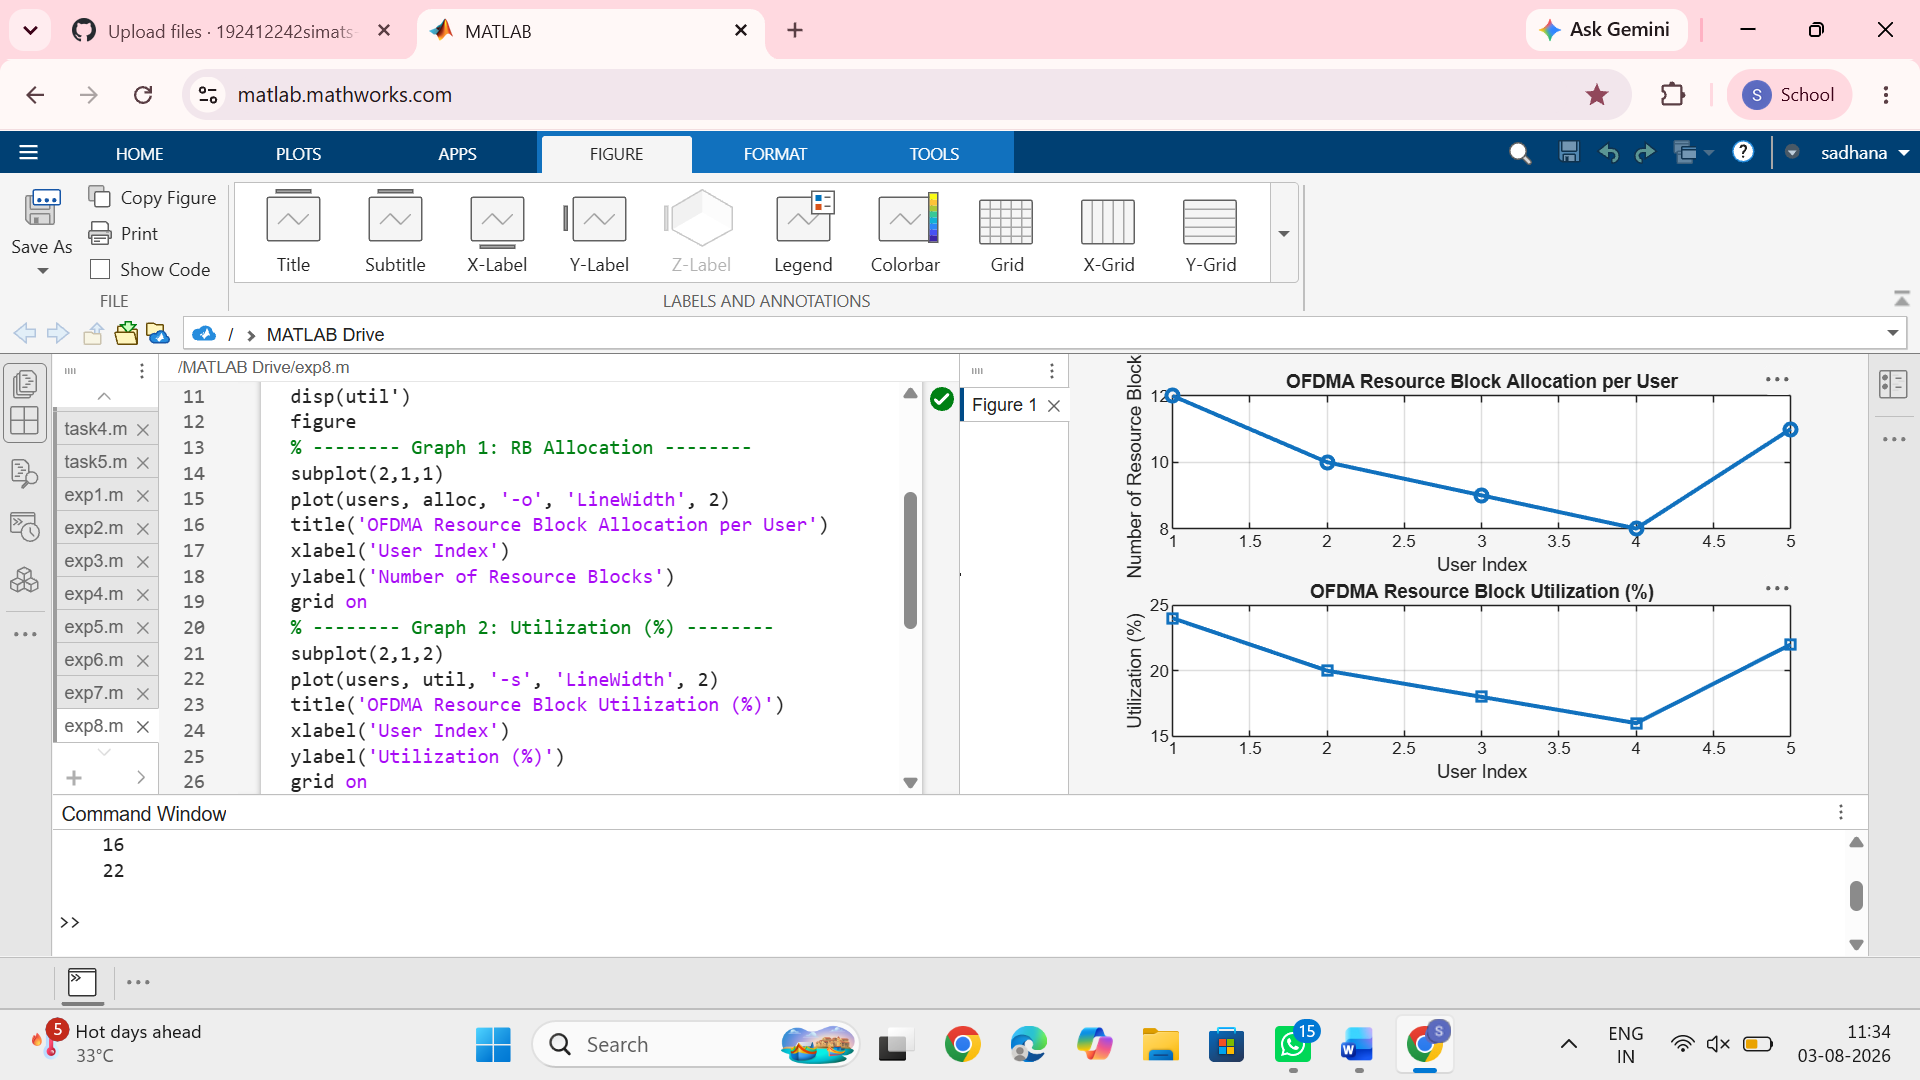 Upload files · 192412242simats-
MATLAB
Ask Gemini
matlab.mathworks.com
S School
HOME PLOTS APPS FIGURE FORMAT TOOLS
sadhana
Save As
Copy Figure
Print
Show Code
FILE
Title Subtitle X-Label Y-Label Z-Label Legend Colorbar Grid X-Grid Y-Grid
LABELS AND ANNOTATIONS
/ > MATLAB Drive
/MATLAB Drive/exp8.m
task4.m
task5.m
exp1.m
exp2.m
exp3.m
exp4.m
exp5.m
exp6.m
exp7.m
exp8.m
11 disp(util')
12 figure
13 % -------- Graph 1: RB Allocation --------
14 subplot(2,1,1)
15 plot(users, alloc, '-o', 'LineWidth', 2)
16 title('OFDMA Resource Block Allocation per User')
17 xlabel('User Index')
18 ylabel('Number of Resource Blocks')
19 grid on
20 % -------- Graph 2: Utilization (%) --------
21 subplot(2,1,2)
22 plot(users, util, '-s', 'LineWidth', 2)
23 title('OFDMA Resource Block Utilization (%)')
24 xlabel('User Index')
25 ylabel('Utilization (%)')
26 grid on
Figure 1
OFDMA Resource Block Allocation per User
Number of Resource Block
12
10
8
1 1.5 2 2.5 3 3.5 4 4.5 5
User Index
OFDMA Resource Block Utilization (%)
Utilization (%)
25
20
15
1 1.5 2 2.5 3 3.5 4 4.5 5
User Index
Command Window
16
22
>>
5
Hot days ahead
33°C
Search
15
S
ENG
IN
11:34
03-08-2026